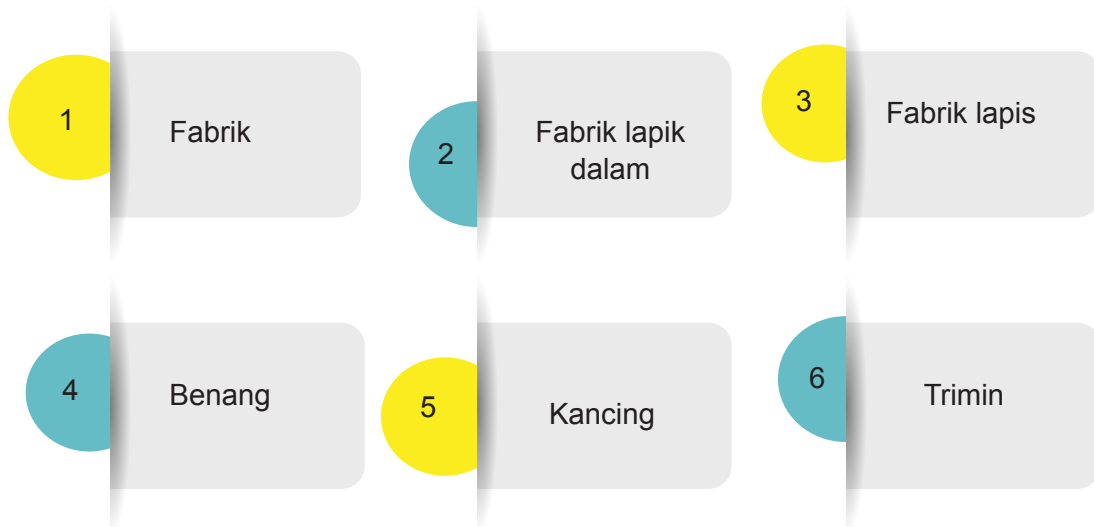 1
Fabrik
2
Fabrik lapik
dalam
3
Fabrik lapis
4
Benang
5
Kancing
6
Trimin